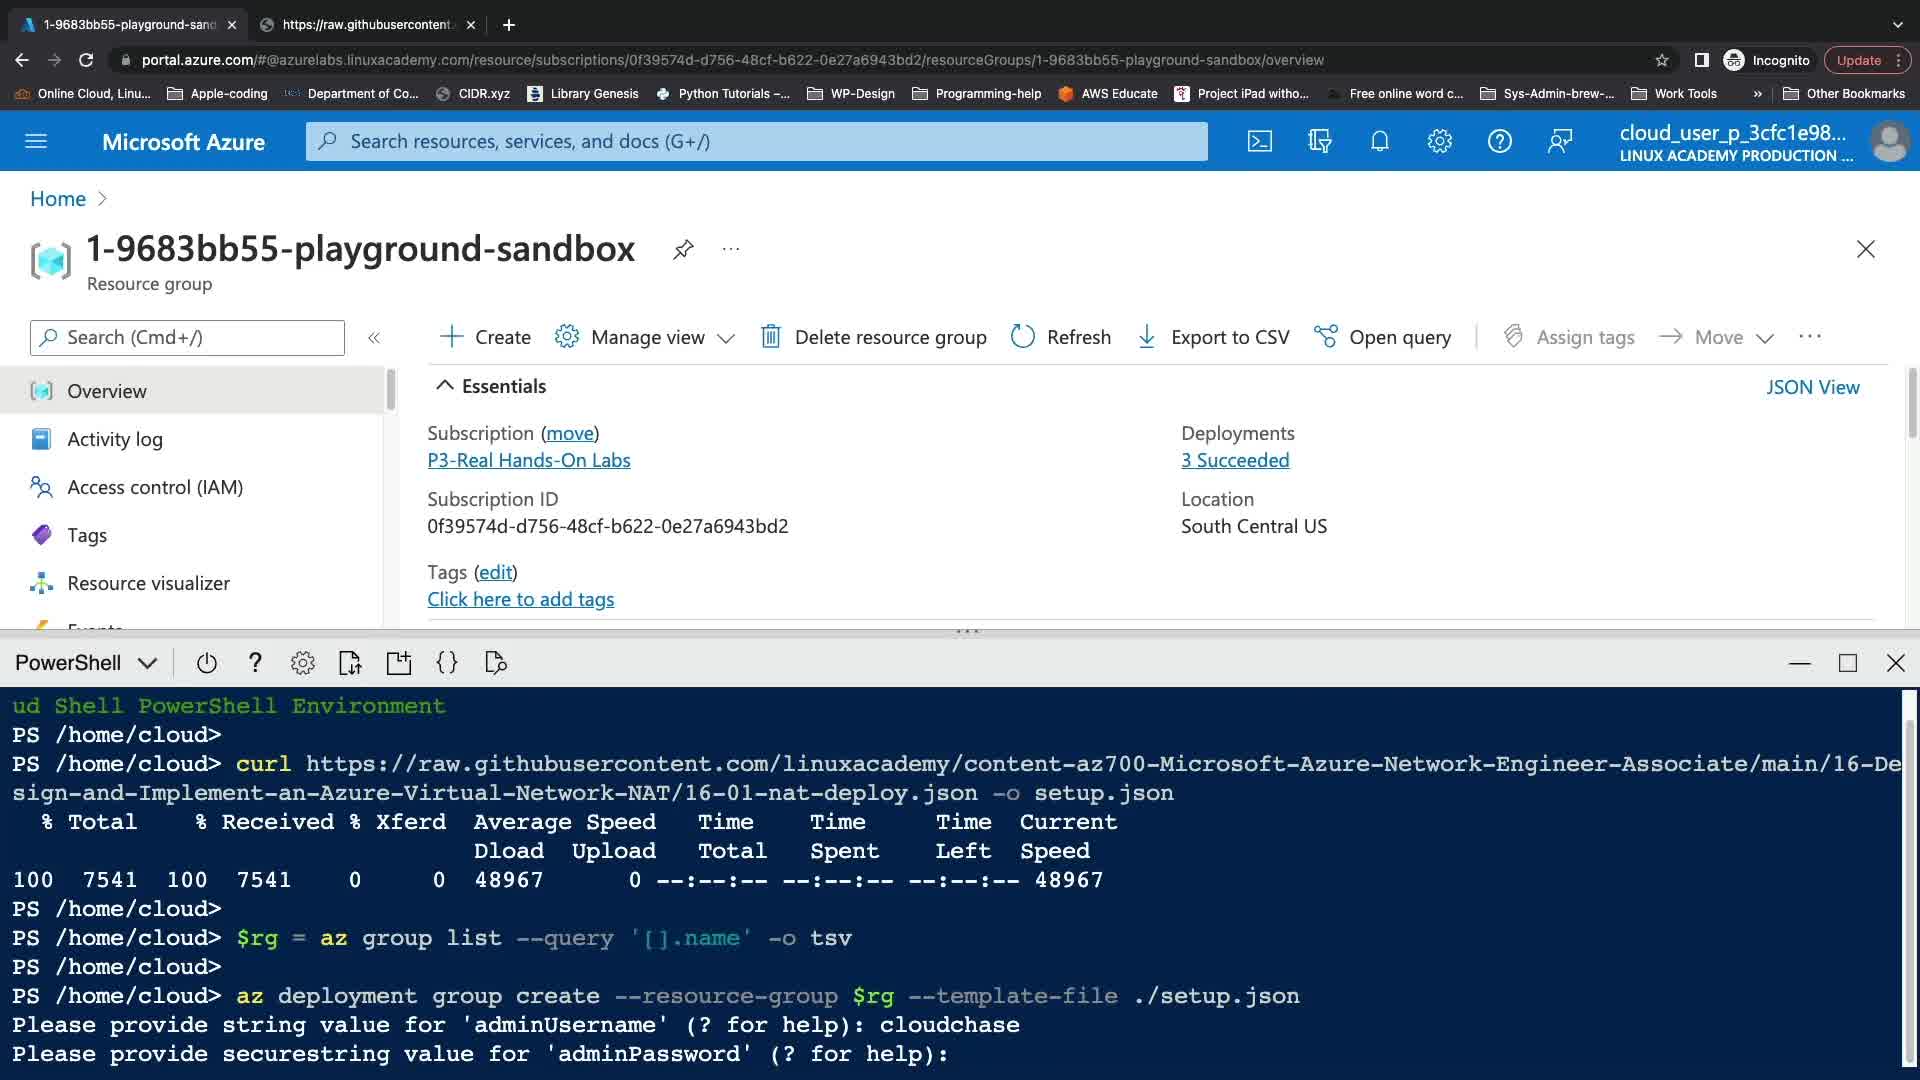 1-9683bb55-playground-sand
https://raw.githubusercontent.
portal.azure.com/#@azurelabs.linuxacademy.com/resource/subscriptions/0f39574d-d756-48cf-b622-0e27a6943bd2/resourceGroups/1-9683bb55-playground-sandbox/overview
Incognito
Update
Online Cloud, Linu...
Apple-coding
Department of Co...
CIDR.xyz
Library Genesis
Python Tutorials –...
WP-Design
Programming-help
AWS Educate
Project iPad witho...
Free online word c...
Sys-Admin-brew-...
Work Tools
»
Other Bookmarks
Microsoft Azure
Search resources, services, and docs (G+/)
cloud_user_p_3cfc1e98...
LINUX ACADEMY PRODUCTION ...
Home
1-9683bb55-playground-sandbox
...
Resource group
Search (Cmd+/)
«
Create
Manage view
Delete resource group
Refresh
Export to CSV
Open query
Assign tags
Move
...
Overview
Activity log
Access control (IAM)
Tags
Resource visualizer
Events
Essentials
JSON View
Subscription (move)
P3-Real Hands-On Labs
Subscription ID
0f39574d-d756-48cf-b622-0e27a6943bd2
Tags (edit)
Click here to add tags
Deployments
3 Succeeded
Location
South Central US
PowerShell
?
{}
ud Shell PowerShell Environment
PS /home/cloud>
PS /home/cloud> curl https://raw.githubusercontent.com/linuxacademy/content-az700-Microsoft-Azure-Network-Engineer-Associate/main/16-De
sign-and-Implement-an-Azure-Virtual-Network-NAT/16-01-nat-deploy.json -o setup.json
% Total % Received % Xferd Average Speed Time Time Time Current
Dload Upload Total Spent Left Speed
100 7541 100 7541 0 0 48967 0 --:--:-- --:--:-- --:--:-- 48967
PS /home/cloud>
PS /home/cloud> $rg = az group list --query '[].name' -o tsv
PS /home/cloud>
PS /home/cloud> az deployment group create --resource-group $rg --template-file ./setup.json
Please provide string value for 'adminUsername' (? for help): cloudchase
Please provide securestring value for 'adminPassword' (? for help):